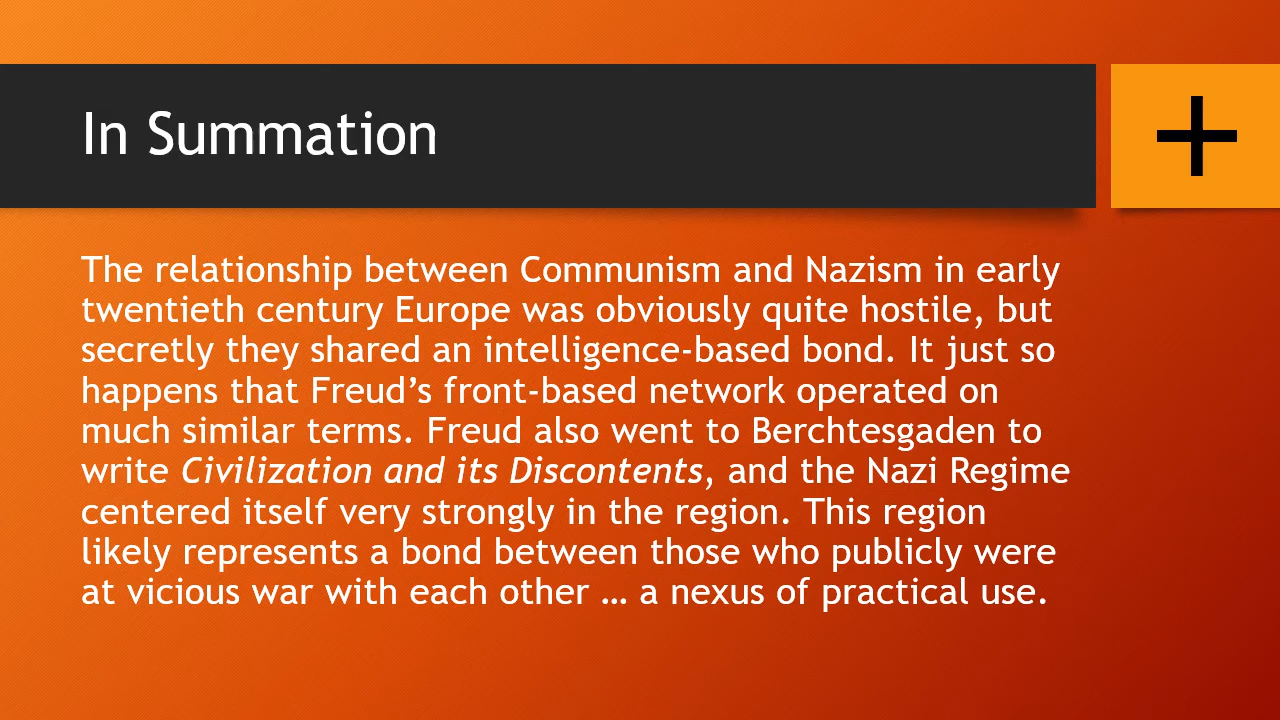 In Summation
The relationship between Communism and Nazism in early
twentieth century Europe was obviously quite hostile, but
secretly they shared an intelligence-based bond. It just so
happens that Freud’s front-based network operated on
much similar terms. Freud also went to Berchtesgaden to
write Civilization and its Discontents, and the Nazi Regime
centered itself very strongly in the region. This region
likely represents a bond between those who publicly were
at vicious war with each other … a nexus of practical use.